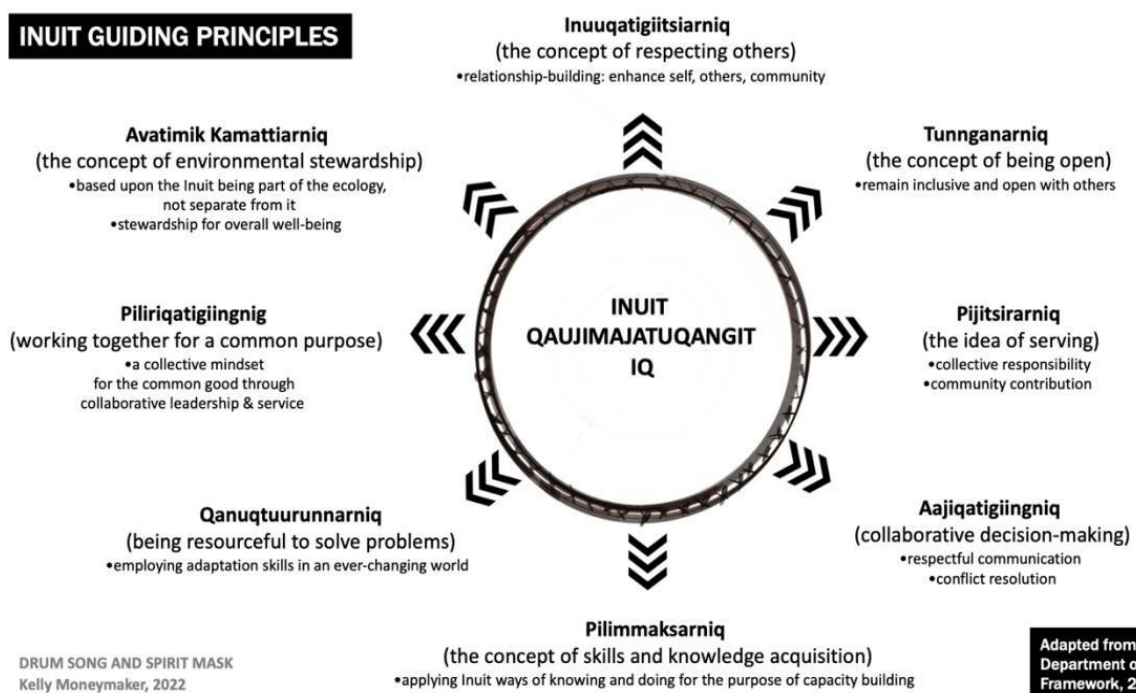 INUIT GUIDING PRINCIPLES
Inuuqatigiitsiarniq
(the concept of respecting others)
•relationship-building: enhance self, others, community
Tunnganarniq
(the concept of being open)
•remain inclusive and open with others
Pijitsirarniq
(the idea of serving)
•collective responsibility
•community contribution
Aajiqatigiingniq
(collaborative decision-making)
•respectful communication
•conflict resolution
Pilimmaksarniq
(the concept of skills and knowledge acquisition)
•applying Inuit ways of knowing and doing for the purpose of capacity building
Qanuqtuurunnarniq
(being resourceful to solve problems)
•employing adaptation skills in an ever-changing world
Piliriqatigiingnig
(working together for a common purpose)
•a collective mindset
for the common good through
collaborative leadership & service
Avatimik Kamattiarniq
(the concept of environmental stewardship)
•based upon the Inuit being part of the ecology,
not separate from it
•stewardship for overall well-being
INUIT
QAUJIMAJATUQANGIT
IQ
DRUM SONG AND SPIRIT MASK
Kelly Moneymaker, 2022
Adapted from
Department o
Framework, 2